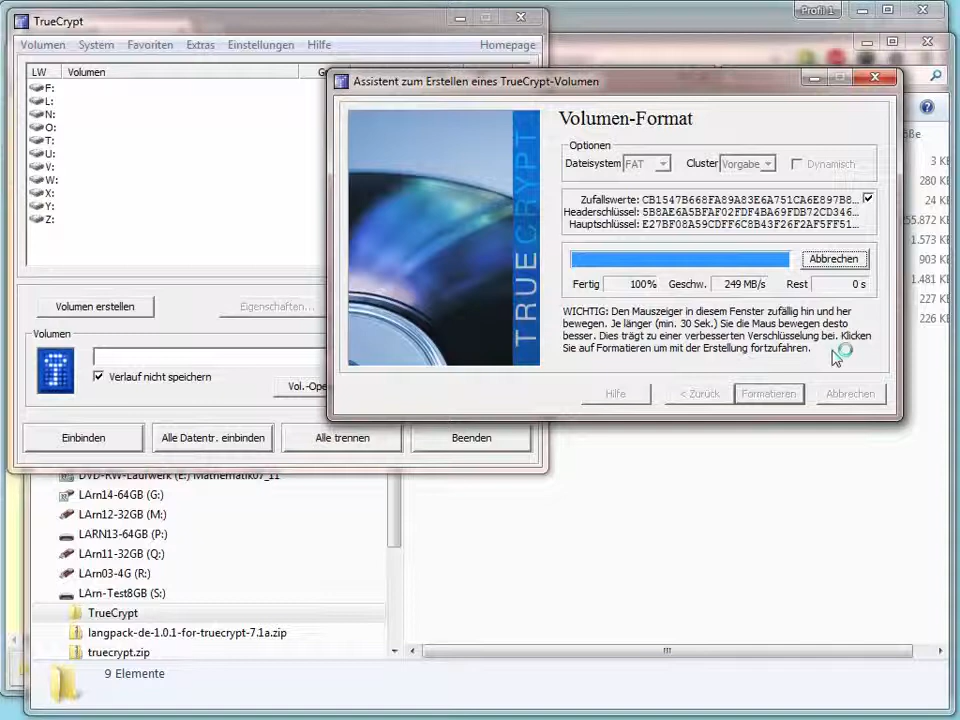 Profil 1
TrueCrypt
Volumen System Favoriten Extras Einstellungen Hilfe Homepage
LW Volumen
F:
L:
N:
O:
T:
U:
V:
W:
X:
Y:
Z:
Assistent zum Erstellen eines TrueCrypt-Volumen
TRUECRYPT
Volumen-Format
Optionen
Dateisystem FAT Cluster Vorgabe Dynamisch
Zufallswerte: CB1547B668FA89A83E6A751CA6E897B8...
Headerschlüssel: 5B8AE6A5BFAF02FDF4BA69FDB72CD346...
Hauptschlüssel: E27BF08A59CDFF6C8B43F26F2AF5FF51...
Abbrechen
Fertig 100% Geschw. 249 MB/s Rest 0 s
WICHTIG: Den Mauszeiger in diesem Fenster zufällig hin und her
bewegen. Je länger (min. 30 Sek.) Sie die Maus bewegen desto
besser. Dies trägt zu einer verbesserten Verschlüsselung bei. Klicken
Sie auf Formatieren um mit der Erstellung fortzufahren.
Hilfe < Zurück Formatieren Abbrechen
3 KB
280 KB
24 KB
1.573 KB
903 KB
1.481 KB
227 KB
226 KB
Volumen erstellen Eigenschaften...
Volumen
Verlauf nicht speichern
Vol.-Ope
Einbinden Alle Datentr. einbinden Alle trennen Beenden
DVD-RW-Laufwerk (E:) Mathematik07_11
LArn14-64GB (G:)
LArn12-32GB (M:)
LARN13-64GB (P:)
LArn11-32GB (Q:)
LArn03-4G (R:)
LArn-Test8GB (S:)
TrueCrypt
langpack-de-1.0.1-for-truecrypt-7.1a.zip
truecrypt.zip
9 Elemente